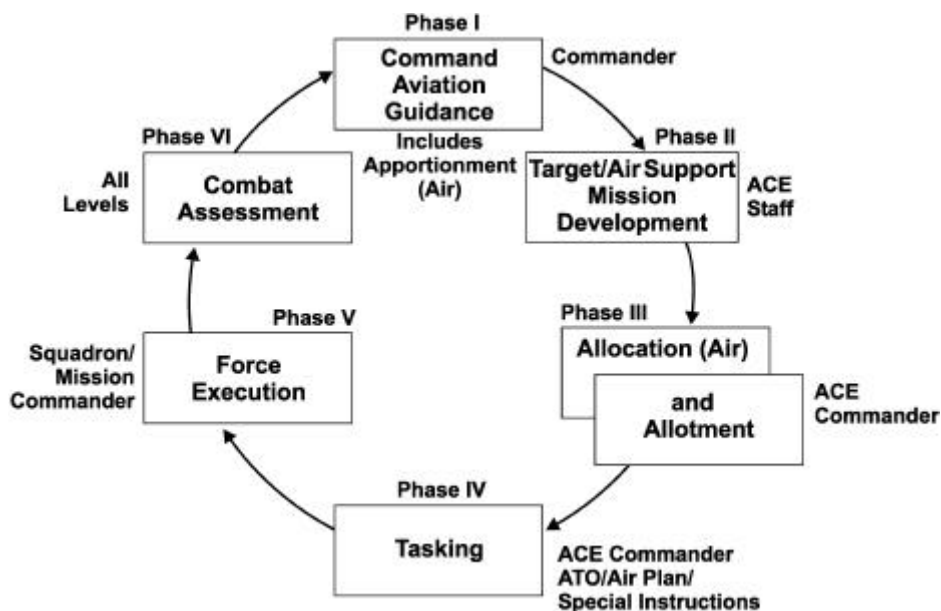 Phase I
Command
Aviation
Guidance
Commander
Includes
Apportionment
(Air)
Phase II
Target/Air Support
Mission
Development
ACE
Staff
Phase III
Allocation (Air)
and
Allotment
ACE
Commander
Phase IV
Tasking
ACE Commander
ATO/Air Plan/
Special Instructions
Phase V
Force
Execution
Squadron/
Mission
Commander
Phase VI
Combat
Assessment
All
Levels